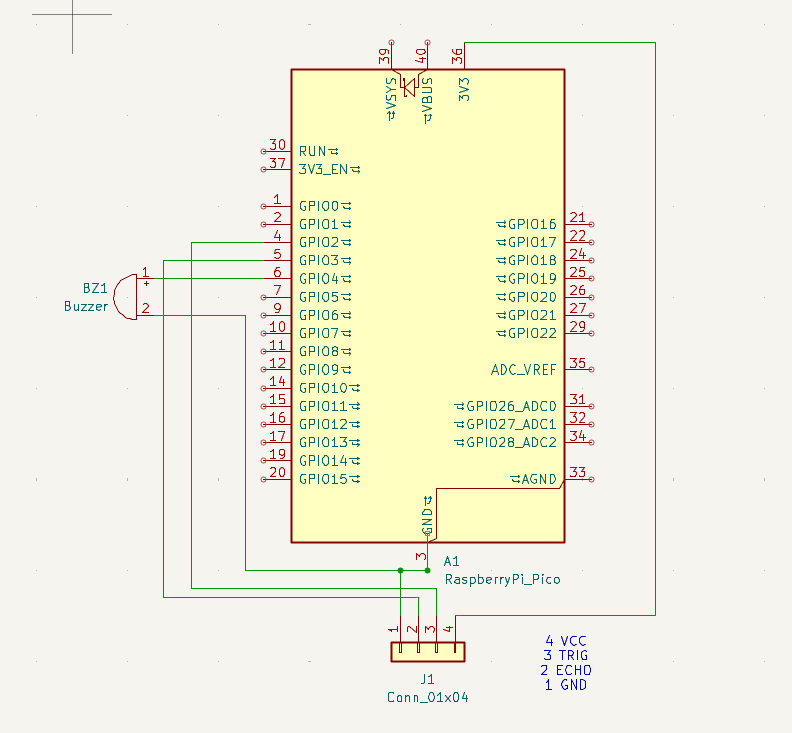 39
40
36
VSYS
VBUS
3V3
30 RUN
37 3V3_EN
1 GPIO0
2 GPIO1
GPIO16 21
4 GPIO2
GPIO17 22
5 GPIO3
GPIO18 24
6 GPIO4
GPIO19 25
7 GPIO5
GPIO20 26
9 GPIO6
GPIO21 27
10 GPIO7
GPIO22 29
11 GPIO8
12 GPIO9
ADC_VREF 35
14 GPIO10
15 GPIO11
GPIO26_ADC0 31
16 GPIO12
GPIO27_ADC1 32
17 GPIO13
GPIO28_ADC2 34
19 GPIO14
20 GPIO15
AGND 33
GND
3
BZ1
Buzzer
1
+
2
A1
RaspberryPi_Pico
1
2
3
4
J1
Conn_01x04
4 VCC
3 TRIG
2 ECHO
1 GND